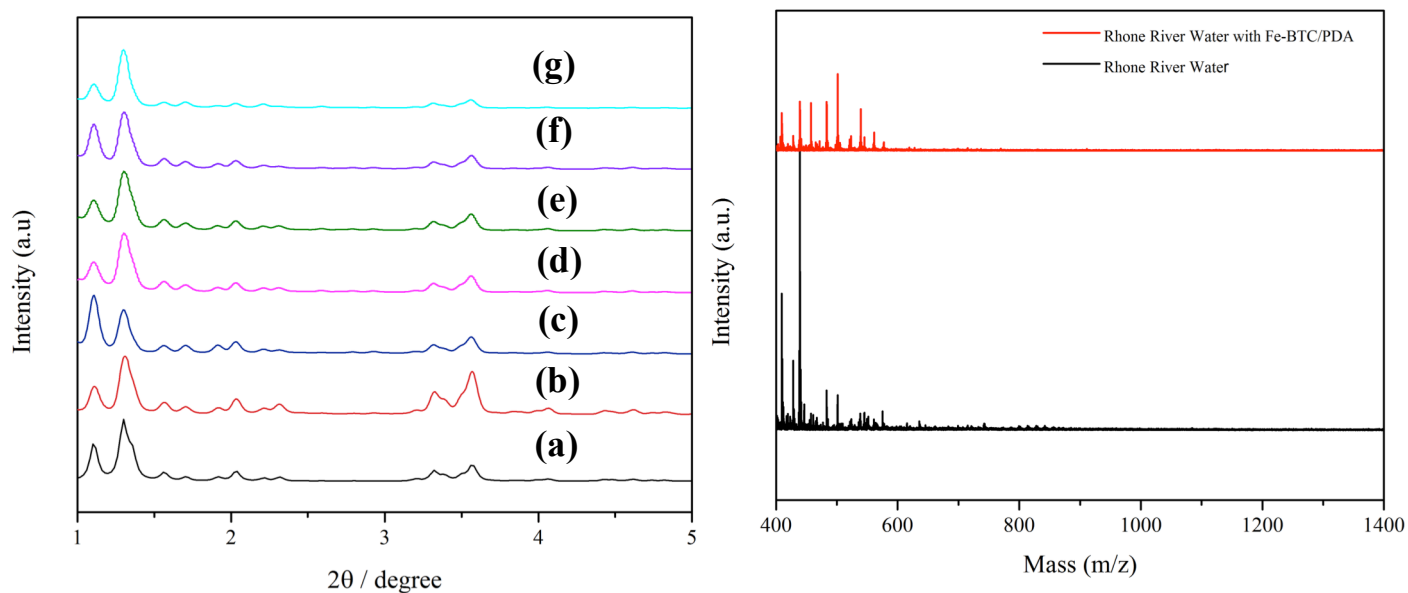 (g)
(f)
(e)
(d)
(c)
(b)
(a)
Intensity (a.u)
1 2 3 4 5
2θ / degree
Rhone River Water with Fe-BTC/PDA
Rhone River Water
Intensity (a.u.)
400 600 800 1000 1200 1400
Mass (m/z)